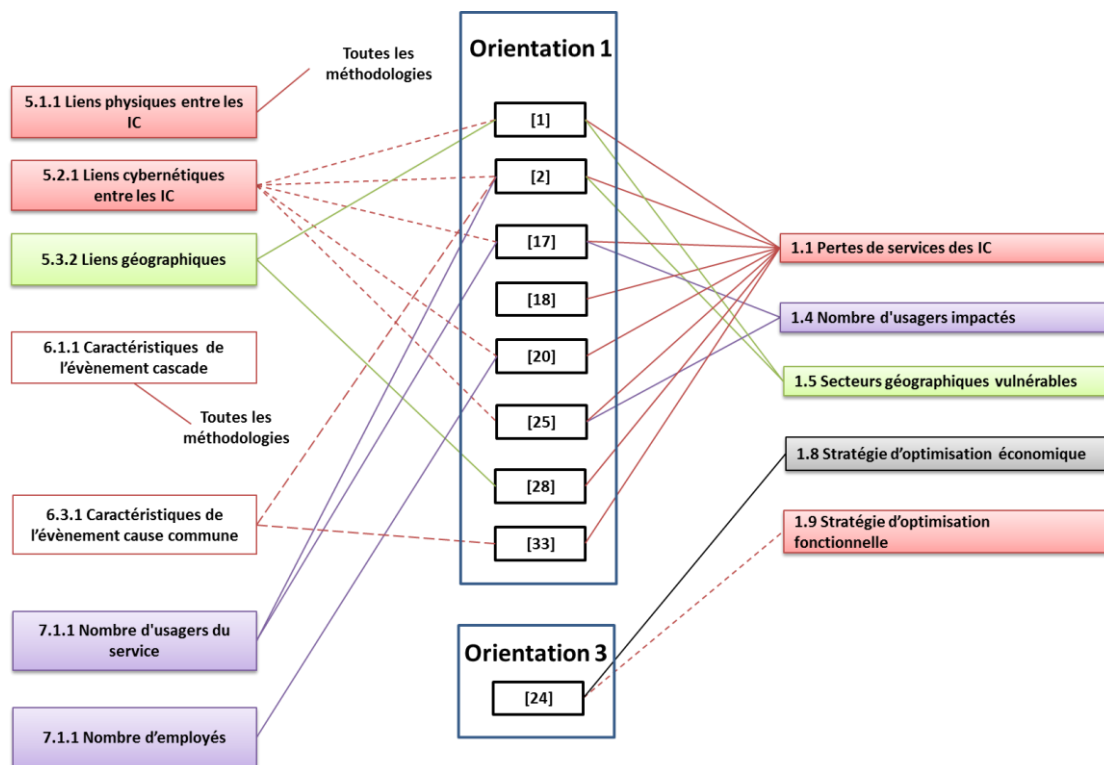 Toutes les
méthodologies
5.1.1 Liens physiques entre les
IC
5.2.1 Liens cybernétiques
entre les IC
5.3.2 Liens géographiques
6.1.1 Caractéristiques de
l'évènement cascade
Toutes les
méthodologies
6.3.1 Caractéristiques de
l'évènement cause commune
7.1.1 Nombre d'usagers du
service
7.1.1 Nombre d'employés
Orientation 1
[1]
[2]
[17]
[18]
[20]
[25]
[28]
[33]
Orientation 3
[24]
1.1 Pertes de services des IC
1.4 Nombre d'usagers impactés
1.5 Secteurs géographiques vulnérables
1.8 Stratégie d'optimisation économique
1.9 Stratégie d'optimisation
fonctionnelle